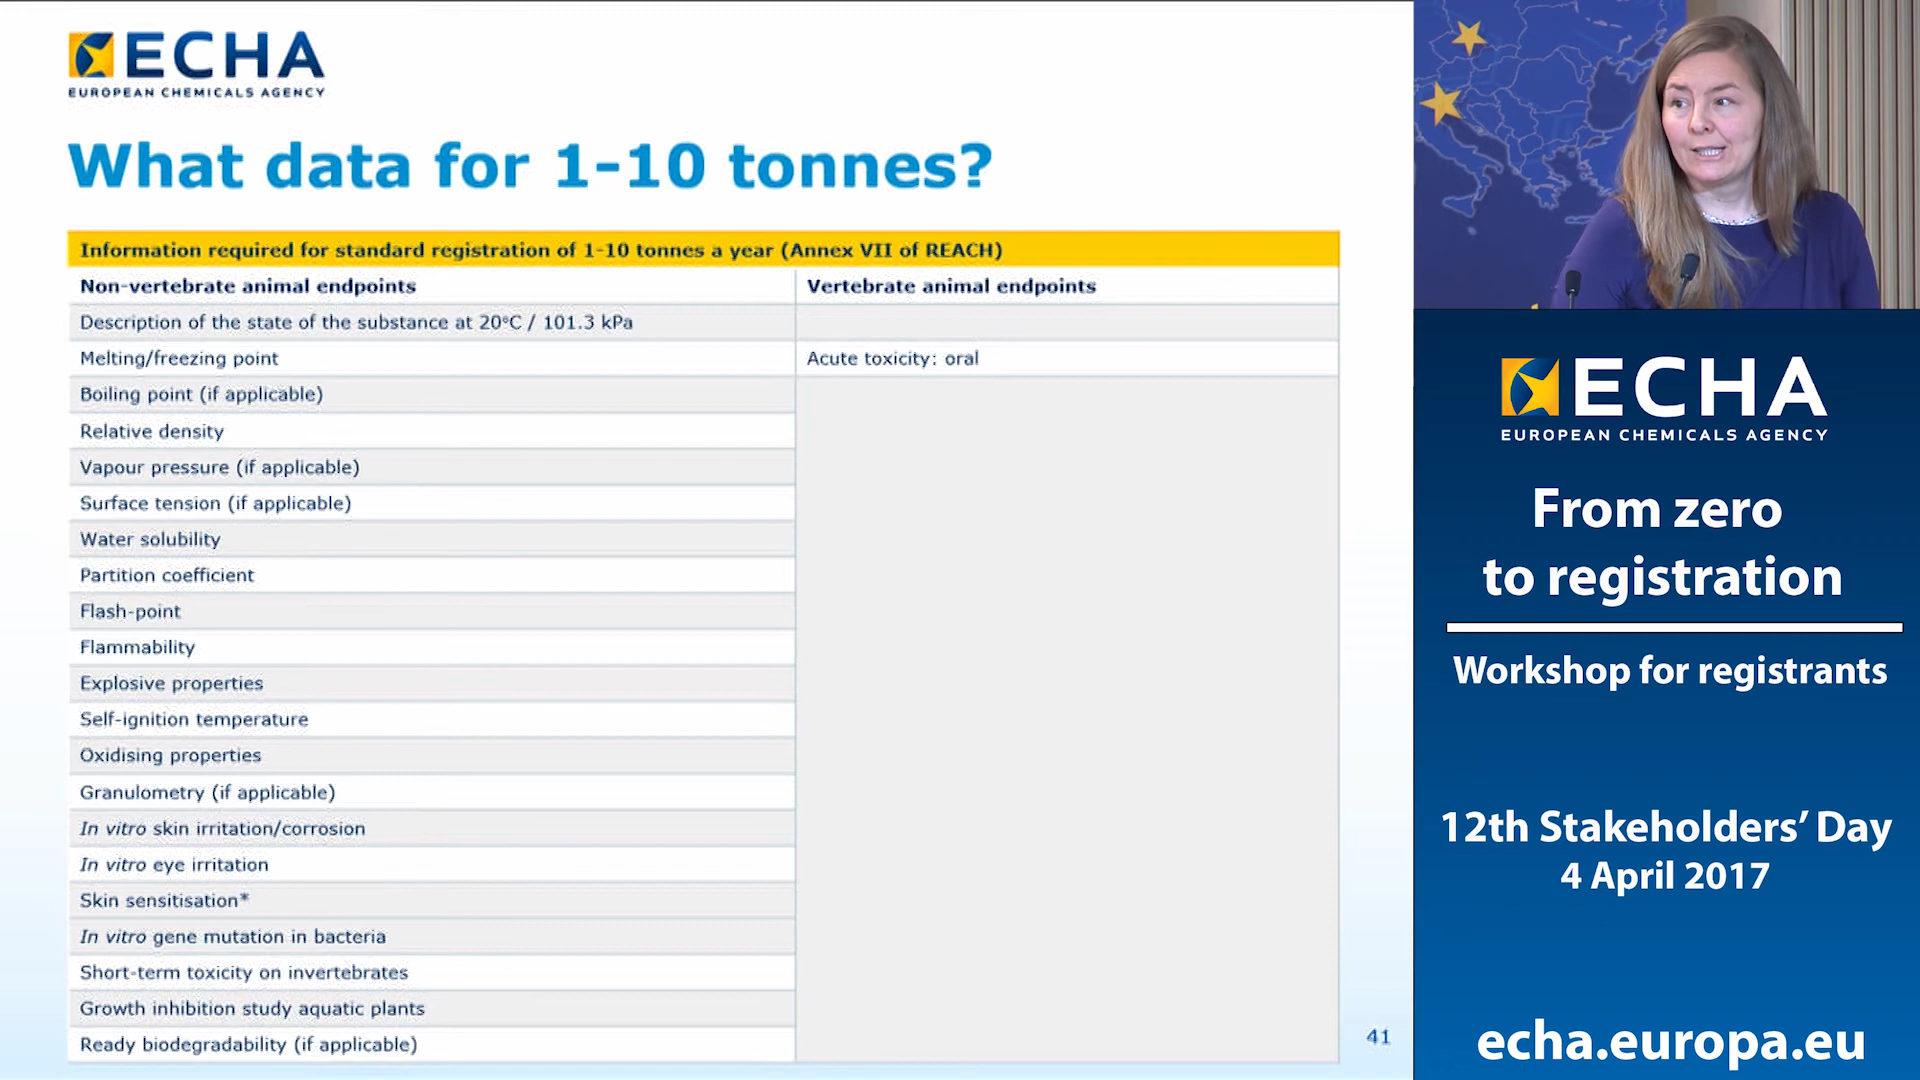 ECHA
EUROPEAN CHEMICALS AGENCY
What data for 1-10 tonnes?
Information required for standard registration of 1-10 tonnes a year (Annex VII of REACH)
Non-vertebrate animal endpoints
Vertebrate animal endpoints
Description of the state of the substance at 20°C / 101.3 kPa
Melting/freezing point
Acute toxicity: oral
Boiling point (if applicable)
Relative density
Vapour pressure (if applicable)
Surface tension (if applicable)
Water solubility
Partition coefficient
Flash-point
Flammability
Explosive properties
Self-ignition temperature
Oxidising properties
Granulometry (if applicable)
In vitro skin irritation/corrosion
In vitro eye irritation
Skin sensitisation*
In vitro gene mutation in bacteria
Short-term toxicity on invertebrates
Growth inhibition study aquatic plants
Ready biodegradability (if applicable)
41
ECHA
EUROPEAN CHEMICALS AGENCY
From zero
to registration
Workshop for registrants
12th Stakeholders’ Day
4 April 2017
echa.europa.eu